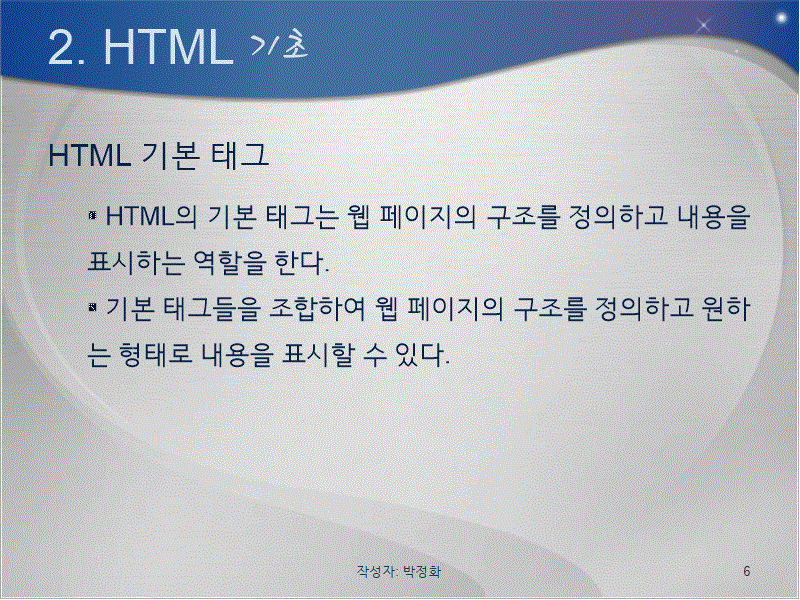 2. HTML 기초
HTML 기본 태그
HTML의 기본 태그는 웹 페이지의 구조를 정의하고 내용을
표시하는 역할을 한다.
기본 태그들을 조합하여 웹 페이지의 구조를 정의하고 원하
는 형태로 내용을 표시할 수 있다.
작성자: 박정화
6